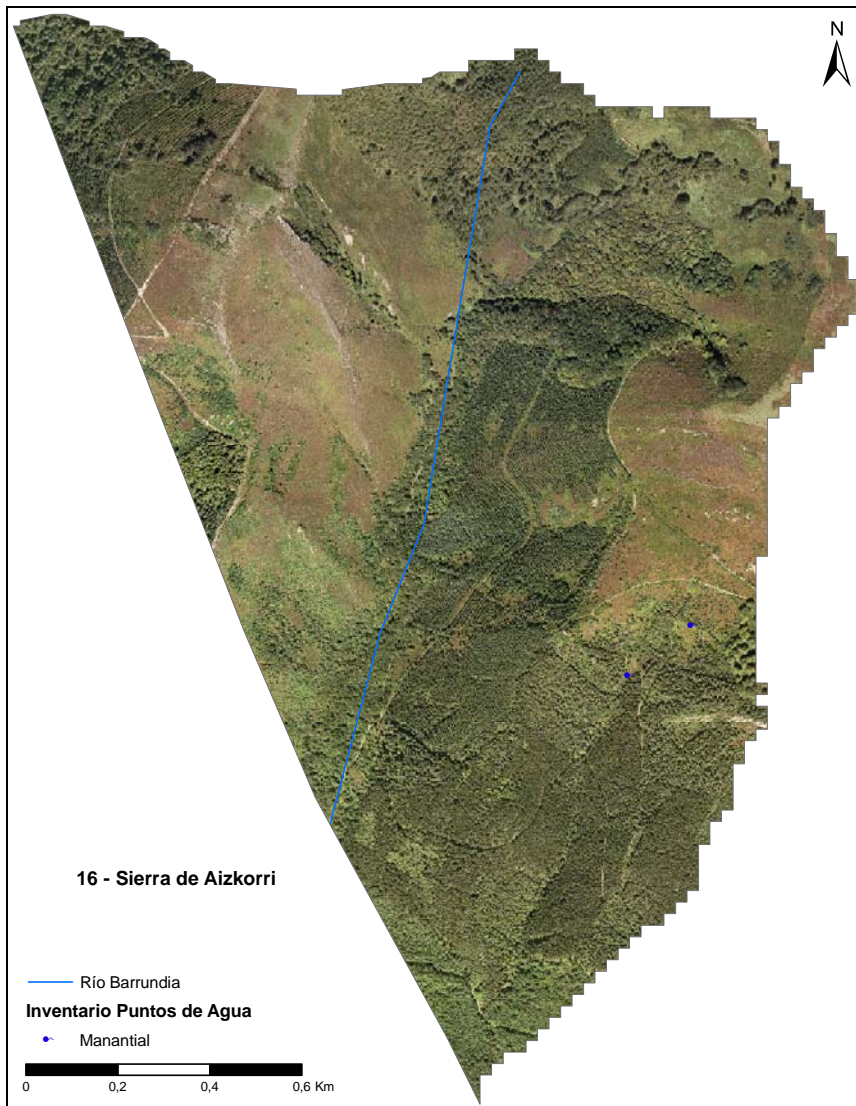 N
16 - Sierra de Aizkorri
Río Barrundia
Inventario Puntos de Agua
Manantial
0 0,2 0,4 0,6 Km